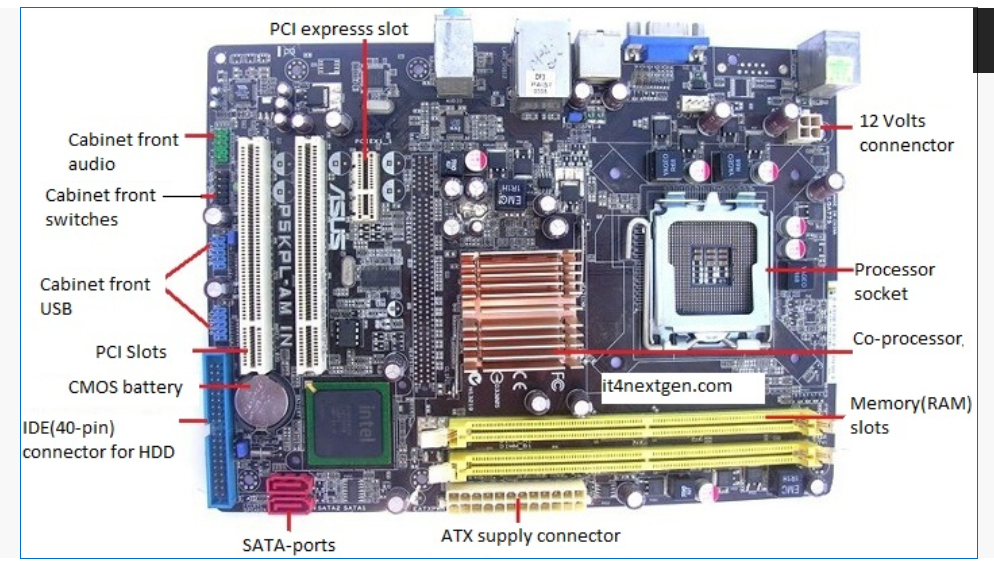 PCI expresss slot
Cabinet front
audio
12 Volts
connenctor
Cabinet front
switches
ASUS
P5KPL-AM IN
Processor
socket
Cabinet front
USB
PCI Slots
Co-processor
CMOS battery
it4nextgen.com
intel
Memory(RAM)
slots
IDE(40-pin)
connector for HDD
SATA2 SATA1
SATA-ports
ATX supply connector